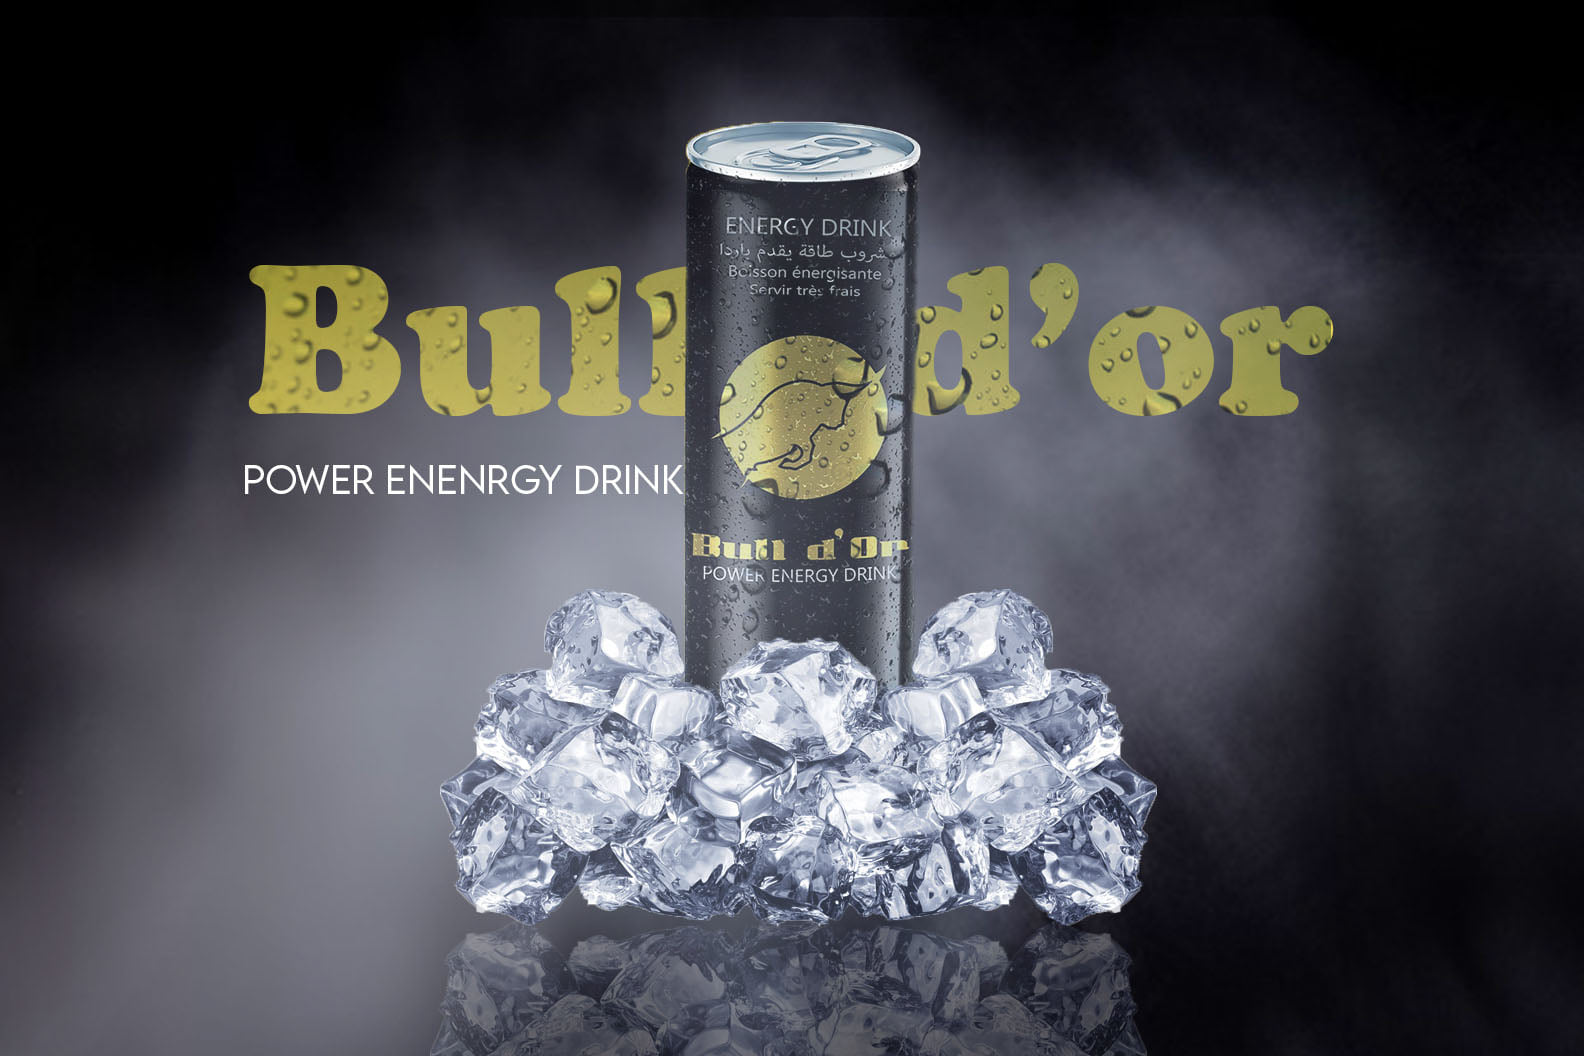 Bull d'or
POWER ENENRGY DRINK
ENERGY DRINK
شروب طاقة يقدم باردا
Boisson énergisante
Servir très frais
Bull d'Or
POWER ENERGY DRINK